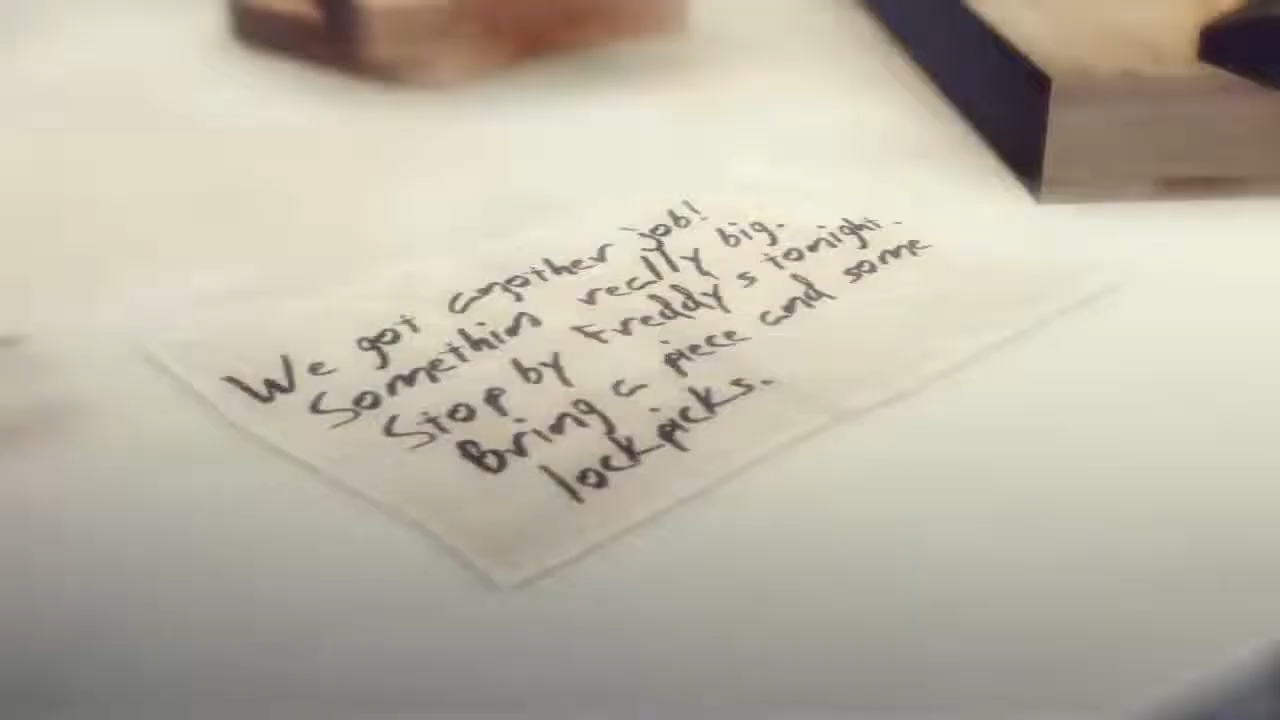 We got another job!
Somethin really big.
Stop by Freddy's tonight.
Bring a piece and some
lockpicks.